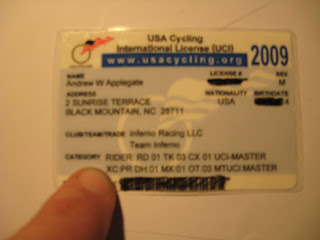 USA Cycling
International License (UCI)
www.usacycling.org 2009
NAME LICENSE # SEX
Andrew W Applegate M
ADDRESS NATIONALITY BIRTHDATE
2 SUNRISE TERRACE USA 4
BLACK MOUNTAIN, NC 28711
CLUB/TEAM/TRADE: Inferno Racing LLC
Team Inferno
CATEGORY RIDER: RD:01 TK:03 CX:01 UCI-MASTER
XC:PR DH:01 MX:01 OT:03 MTUCI:MASTER